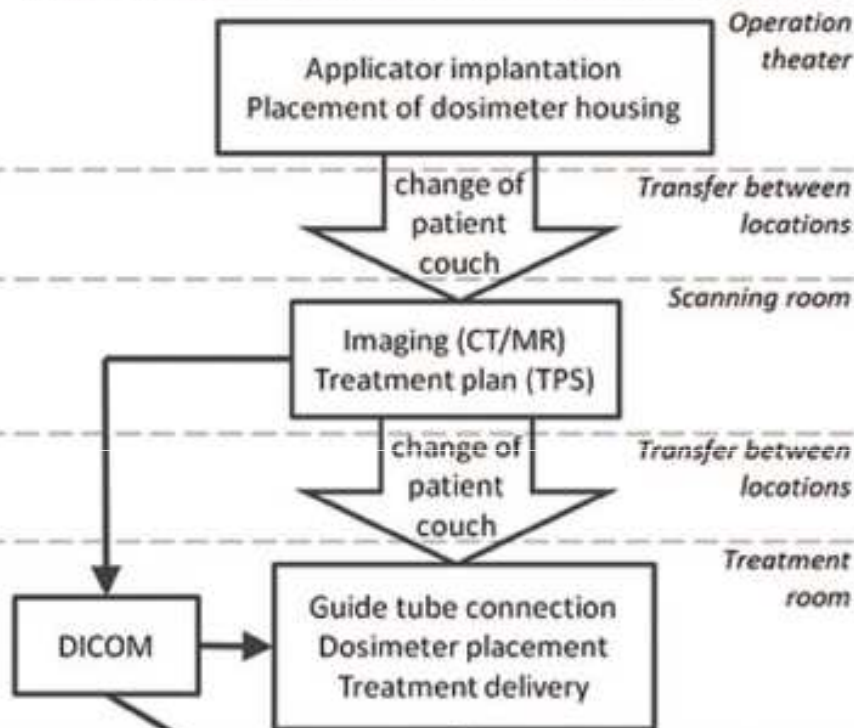 Operation
theater
Applicator implantation
Placement of dosimeter housing
change of
patient
couch
Transfer between
locations
Scanning room
Imaging (CT/MR)
Treatment plan (TPS)
change of
patient
couch
Transfer between
locations
Treatment
room
DICOM
Guide tube connection
Dosimeter placement
Treatment delivery